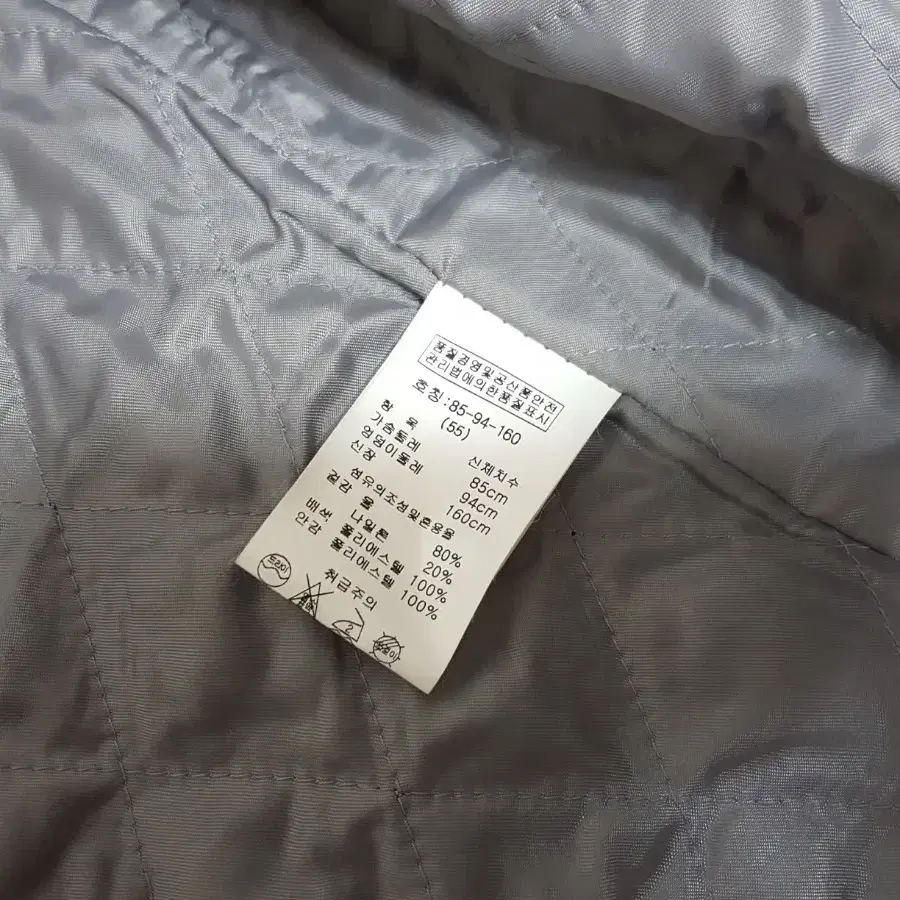 품질경영및공산품안전
관리법에의한품질표시
호칭:85-94-160
(55)
항 목 신체치수
가슴둘레 85cm
엉덩이둘레 94cm
신장 160cm
섬유의조성및혼용율
겉감 몸 나일론 80%
폴리에스텔 20%
배색 폴리에스텔 100%
안감 100%
취급주의
드라이
2